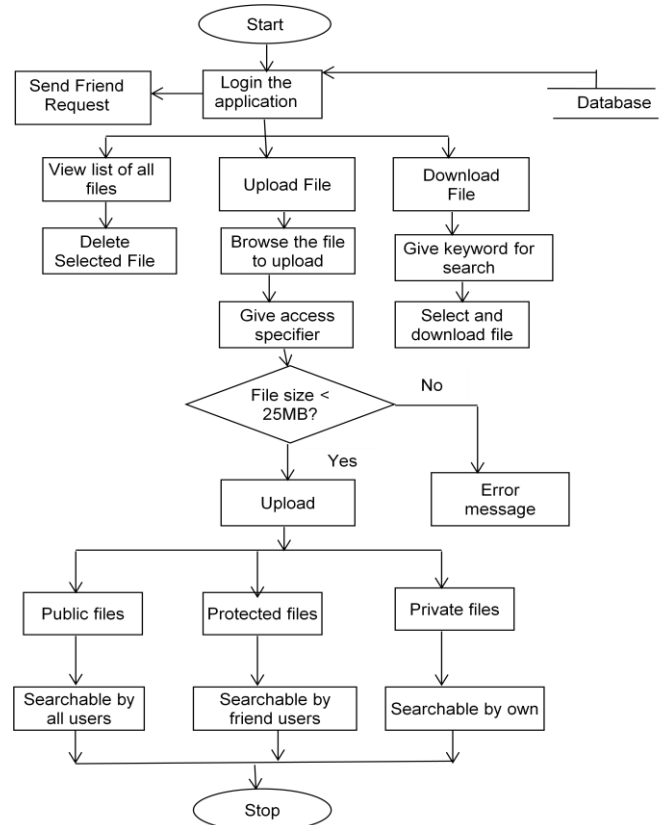 Start
Send Friend
Request
Login the
application
Database
View list of all
files
Upload File
Download
File
Delete
Selected File
Browse the file
to upload
Give keyword for
search
Give access
specifier
Select and
download file
File size <
25MB?
No
Yes
Upload
Error
message
Public files
Protected files
Private files
Searchable by
all users
Searchable by
friend users
Searchable by own
Stop